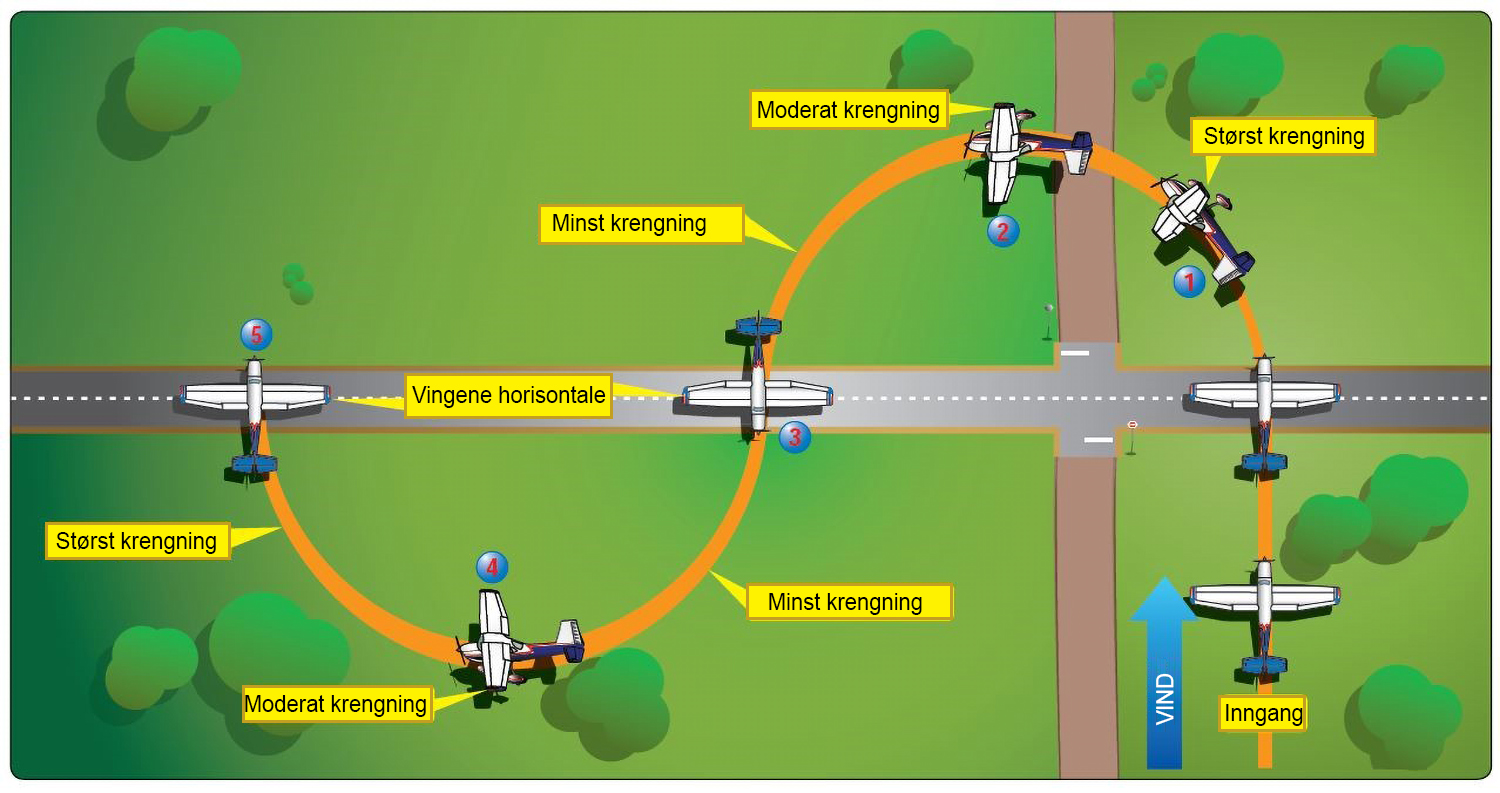 Moderat krengning
Størst krengning
2
Minst krengning
1
5
Vingene horisontale
3
Størst krengning
4
Minst krengning
Moderat krengning
VIND
Inngang